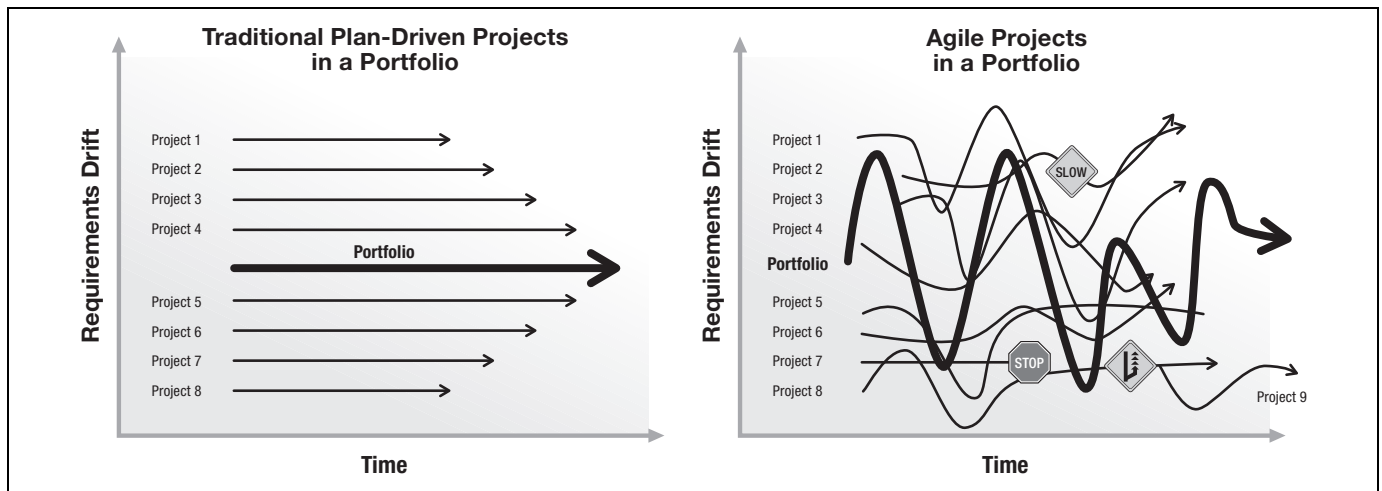 Traditional Plan-Driven Projects
in a Portfolio
Requirements Drift
Project 1
Project 2
Project 3
Project 4
Portfolio
Project 5
Project 6
Project 7
Project 8
Time
Agile Projects
in a Portfolio
Requirements Drift
Project 1
Project 2
SLOW
Project 3
Project 4
Portfolio
Project 5
Project 6
Project 7
STOP
Project 8
Project 9
Time